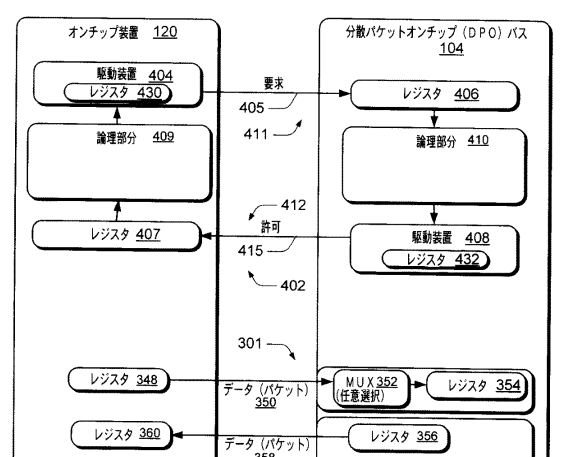 オンチップ装置 120
駆動装置 404
レジスタ 430
論理部分 409
レジスタ 407
要求
405
411
412
許可
415
402
分散パケットオンチップ(DPO)バス
104
レジスタ 406
論理部分 410
駆動装置 408
レジスタ 432
301
レジスタ 348
データ(パケット)
350
MUX352
(任意選択)
レジスタ 354
レジスタ 360
データ(パケット)
358
レジスタ 356